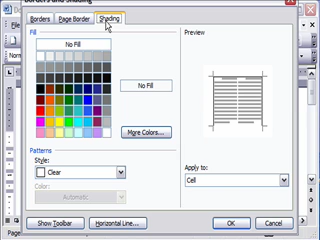 Borders and Shading
Borders
Page Border
Shading
Fill
Preview
No Fill
No Fill
More Colors...
Patterns
Style:
Clear
Color:
Automatic
Apply to:
Cell
Show Toolbar
Horizontal Line...
OK
Cancel